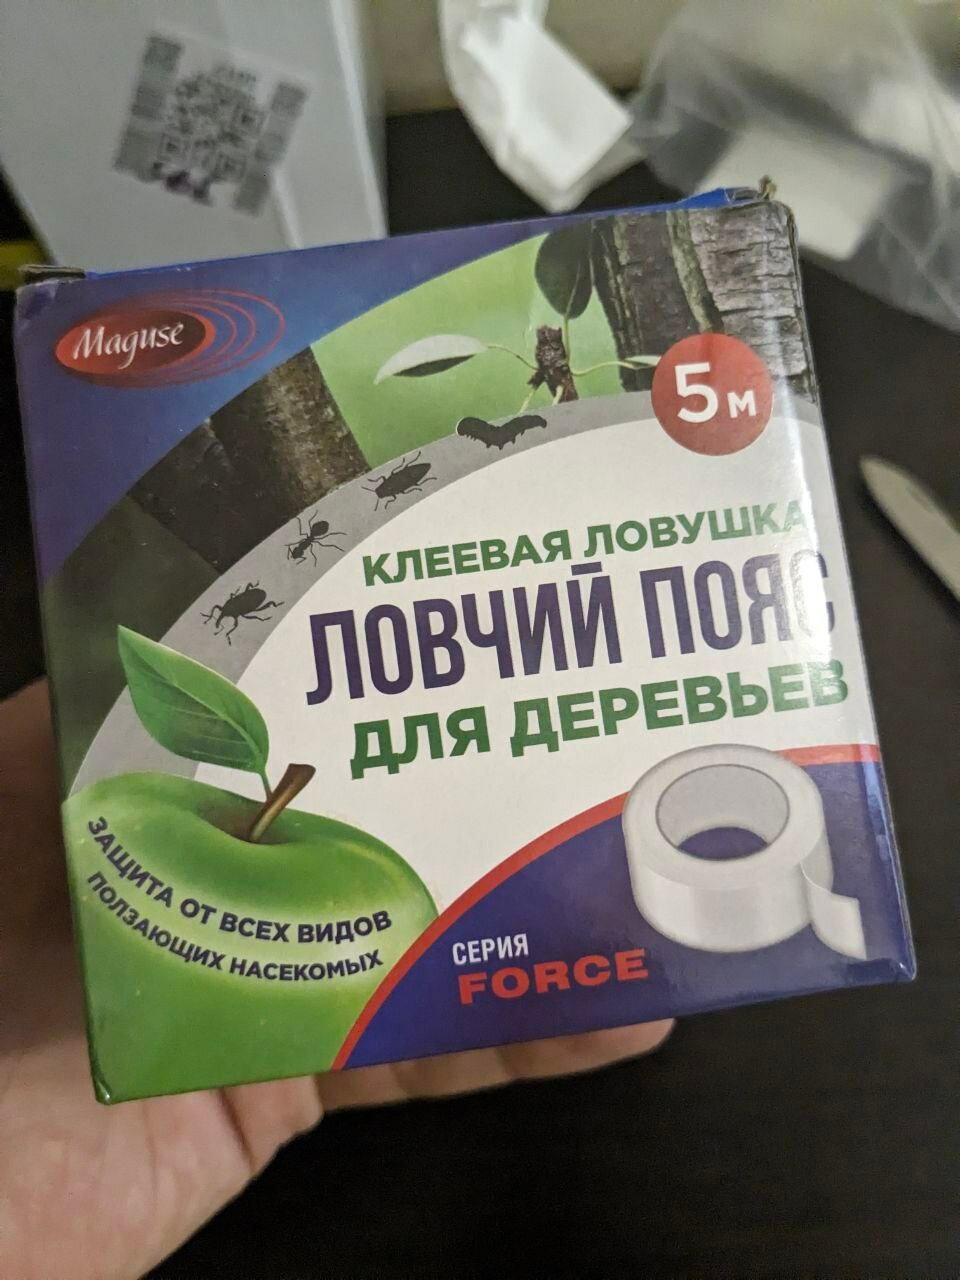 Maguse
5м
КЛЕЕВАЯ ЛОВУШКА
ЛОВЧИЙ ПОЯС
ДЛЯ ДЕРЕВЬЕВ
ЗАЩИТА ОТ ВСЕХ ВИДОВ
ПОЛЗАЮЩИХ НАСЕКОМЫХ
СЕРИЯ
FORCE